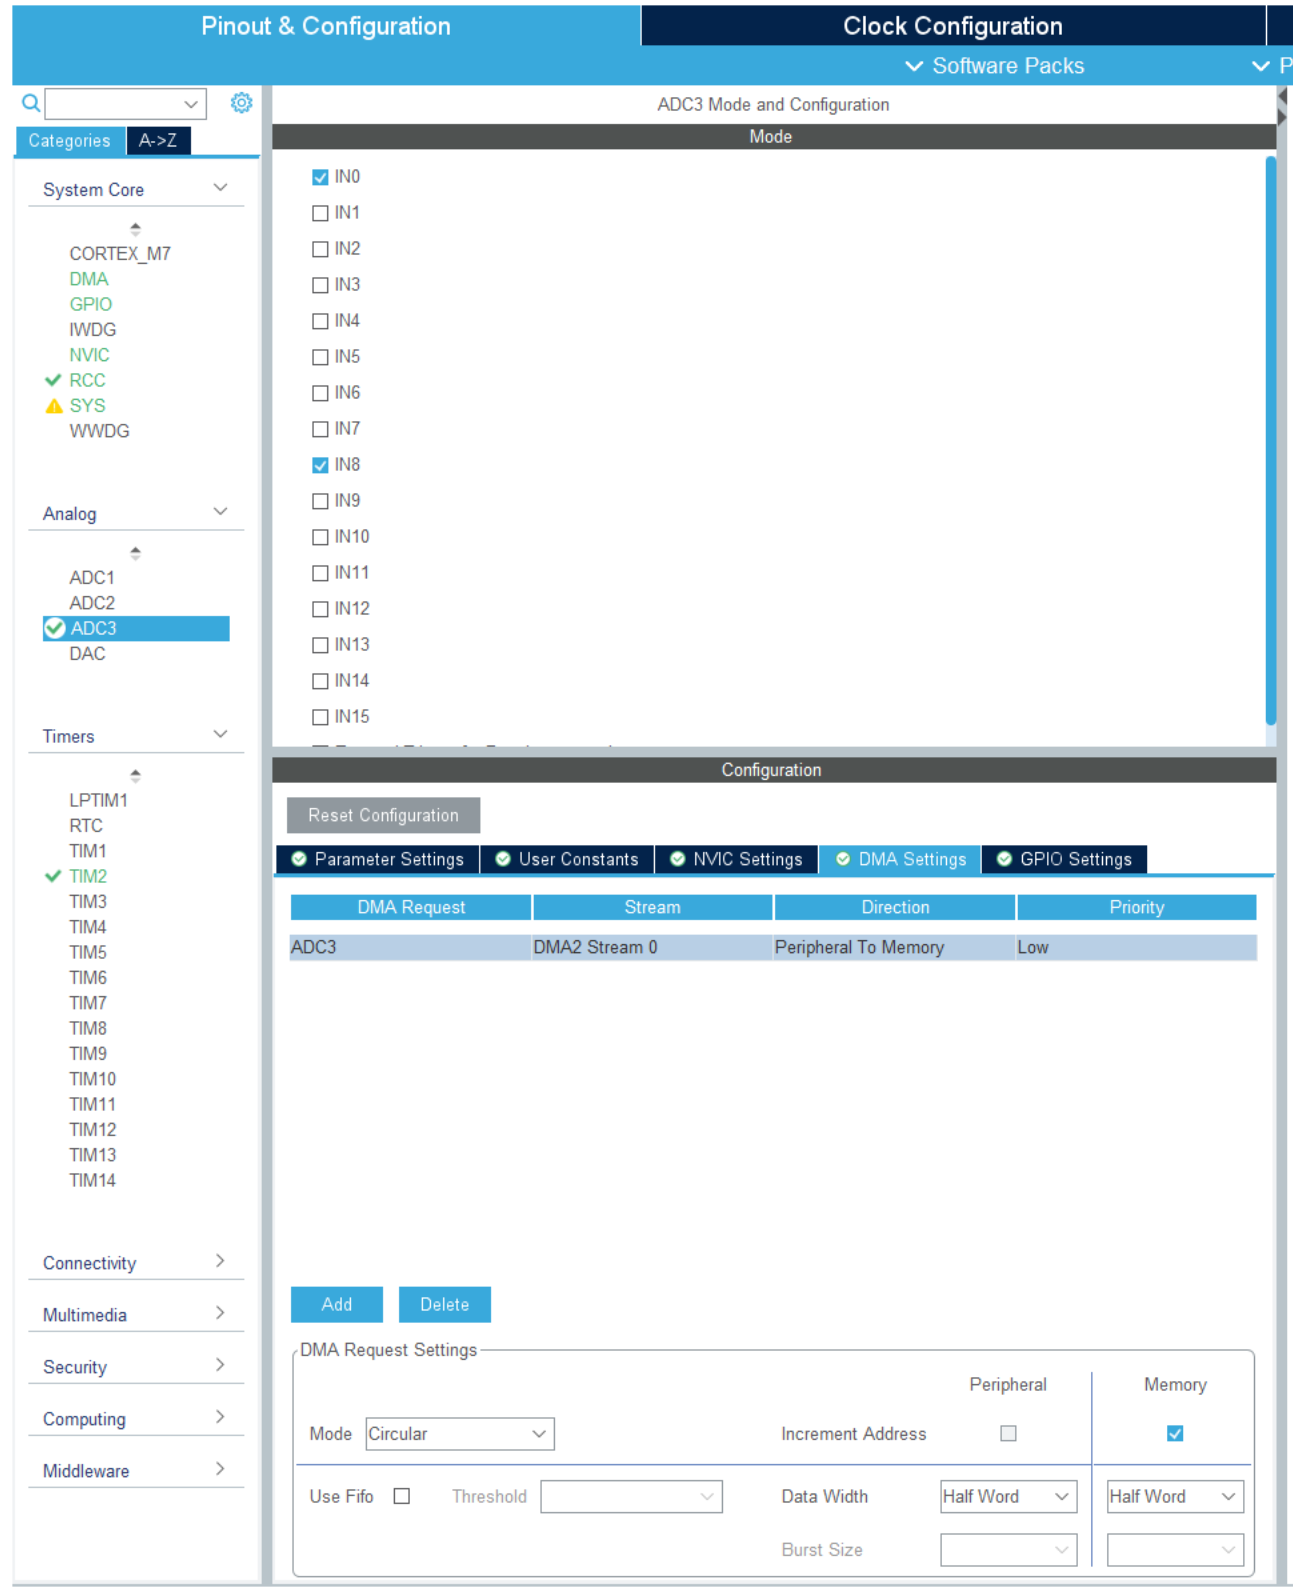 Pinout & Configuration
Clock Configuration
Software Packs
P
Categories
A->Z
System Core
CORTEX_M7
DMA
GPIO
IWDG
NVIC
RCC
SYS
WWDG
Analog
ADC1
ADC2
ADC3
DAC
Timers
LPTIM1
RTC
TIM1
TIM2
TIM3
TIM4
TIM5
TIM6
TIM7
TIM8
TIM9
TIM10
TIM11
TIM12
TIM13
TIM14
Connectivity
Multimedia
Security
Computing
Middleware
ADC3 Mode and Configuration
Mode
IN0
IN1
IN2
IN3
IN4
IN5
IN6
IN7
IN8
IN9
IN10
IN11
IN12
IN13
IN14
IN15
Configuration
Reset Configuration
Parameter Settings
User Constants
NVIC Settings
DMA Settings
GPIO Settings
DMA Request Stream Direction Priority
ADC3 DMA2 Stream 0 Peripheral To Memory Low
Add Delete
DMA Request Settings
Peripheral Memory
Mode Circular Increment Address
Use Fifo Threshold Data Width Half Word Half Word
Burst Size